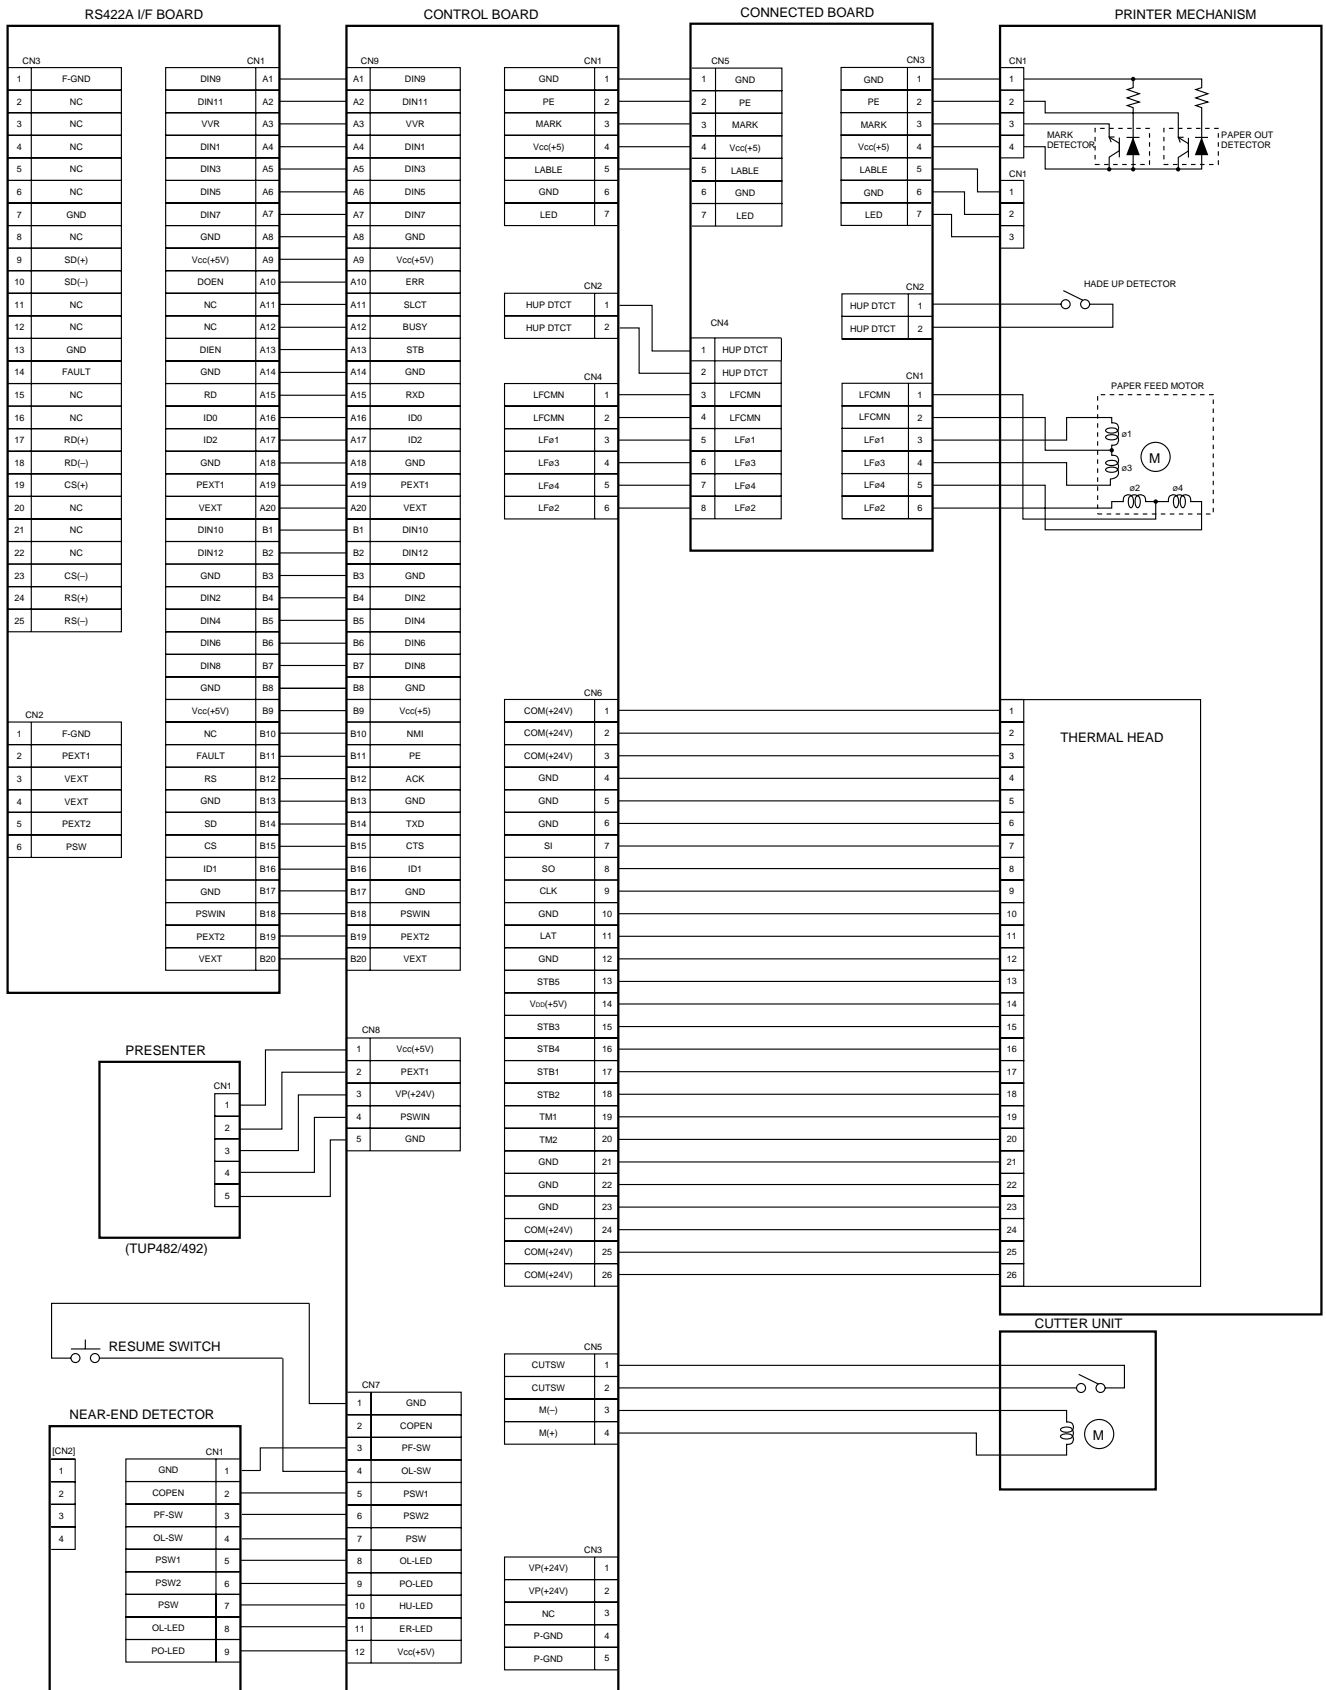 RS422A I/F BOARD
CONTROL BOARD
CONNECTED BOARD
PRINTER MECHANISM
CN3
1 F-GND
2 NC
3 NC
4 NC
5 NC
6 NC
7 GND
8 NC
9 SD(+)
10 SD(–)
11 NC
12 NC
13 GND
14 FAULT
15 NC
16 NC
17 RD(+)
18 RD(–)
19 CS(+)
20 NC
21 NC
22 NC
23 CS(–)
24 RS(+)
25 RS(–)
CN2
1 F-GND
2 PEXT1
3 VEXT
4 VEXT
5 PEXT2
6 PSW
CN1
DIN9 A1
DIN11 A2
VVR A3
DIN1 A4
DIN3 A5
DIN5 A6
DIN7 A7
GND A8
Vcc(+5V) A9
DOEN A10
NC A11
NC A12
DIEN A13
GND A14
RD A15
ID0 A16
ID2 A17
GND A18
PEXT1 A19
VEXT A20
DIN10 B1
DIN12 B2
GND B3
DIN2 B4
DIN4 B5
DIN6 B6
DIN8 B7
GND B8
Vcc(+5V) B9
NC B10
FAULT B11
RS B12
GND B13
SD B14
CS B15
ID1 B16
GND B17
PSWIN B18
PEXT2 B19
VEXT B20
CN9
A1 DIN9
A2 DIN11
A3 VVR
A4 DIN1
A5 DIN3
A6 DIN5
A7 DIN7
A8 GND
A9 Vcc(+5V)
A10 ERR
A11 SLCT
A12 BUSY
A13 STB
A14 GND
A15 RXD
A16 ID0
A17 ID2
A18 GND
A19 PEXT1
A20 VEXT
B1 DIN10
B2 DIN12
B3 GND
B4 DIN2
B5 DIN4
B6 DIN6
B7 DIN8
B8 GND
B9 Vcc(+5)
B10 NMI
B11 PE
B12 ACK
B13 GND
B14 TXD
B15 CTS
B16 ID1
B17 GND
B18 PSWIN
B19 PEXT2
B20 VEXT
CN1
GND 1
PE 2
MARK 3
Vcc(+5) 4
LABLE 5
GND 6
LED 7
CN2
HUP DTCT 1
HUP DTCT 2
CN4
LFCMN 1
LFCMN 2
LFø1 3
LFø3 4
LFø4 5
LFø2 6
CN5
1 GND
2 PE
3 MARK
4 Vcc(+5)
5 LABLE
6 GND
7 LED
CN4
1 HUP DTCT
2 HUP DTCT
3 LFCMN
4 LFCMN
5 LFø1
6 LFø3
7 LFø4
8 LFø2
CN3
GND 1
PE 2
MARK 3
Vcc(+5) 4
LABLE 5
GND 6
LED 7
CN2
HUP DTCT 1
HUP DTCT 2
CN1
LFCMN 1
LFCMN 2
LFø1 3
LFø3 4
LFø4 5
LFø2 6
CN1
1
2
3
4
CN1
1
2
3
MARK
DETECTOR
PAPER OUT
DETECTOR
HADE UP DETECTOR
PAPER FEED MOTOR
ø1
ø3
M
ø2
ø4
CN6
COM(+24V) 1
COM(+24V) 2
COM(+24V) 3
GND 4
GND 5
GND 6
SI 7
SO 8
CLK 9
GND 10
LAT 11
GND 12
STB5 13
VDD(+5V) 14
STB3 15
STB4 16
STB1 17
STB2 18
TM1 19
TM2 20
GND 21
GND 22
GND 23
COM(+24V) 24
COM(+24V) 25
COM(+24V) 26
1
2
3
4
5
6
7
8
9
10
11
12
13
14
15
16
17
18
19
20
21
22
23
24
25
26
THERMAL HEAD
PRESENTER
CN1
1
2
3
4
5
(TUP482/492)
CN8
1 Vcc(+5V)
2 PEXT1
3 VP(+24V)
4 PSWIN
5 GND
RESUME SWITCH
NEAR-END DETECTOR
[CN2]
1
2
3
4
CN1
GND 1
COPEN 2
PF-SW 3
OL-SW 4
PSW1 5
PSW2 6
PSW 7
OL-LED 8
PO-LED 9
CN7
1 GND
2 COPEN
3 PF-SW
4 OL-SW
5 PSW1
6 PSW2
7 PSW
8 OL-LED
9 PO-LED
10 HU-LED
11 ER-LED
12 Vcc(+5V)
CN5
CUTSW 1
CUTSW 2
M(–) 3
M(+) 4
CUTTER UNIT
M
CN3
VP(+24V) 1
VP(+24V) 2
NC 3
P-GND 4
P-GND 5